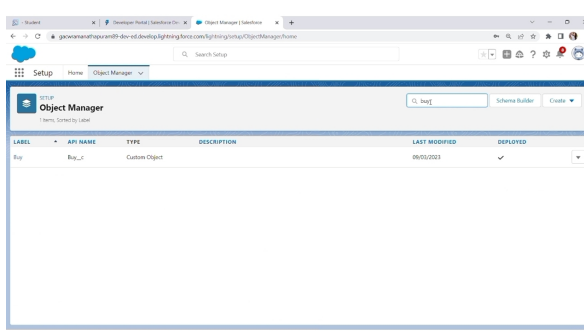 - Student
Developer Portal | Salesforce De
Object Manager | Salesforce
gacwramanathapuram89-dev-ed.develop.lightning.force.com/lightning/setup/ObjectManager/home
Search Setup
Setup
Home
Object Manager
SETUP
Object Manager
1 Items, Sorted by Label
buy
Schema Builder
Create
LABEL
API NAME
TYPE
DESCRIPTION
LAST MODIFIED
DEPLOYED
Buy
Buy__c
Custom Object
09/03/2023